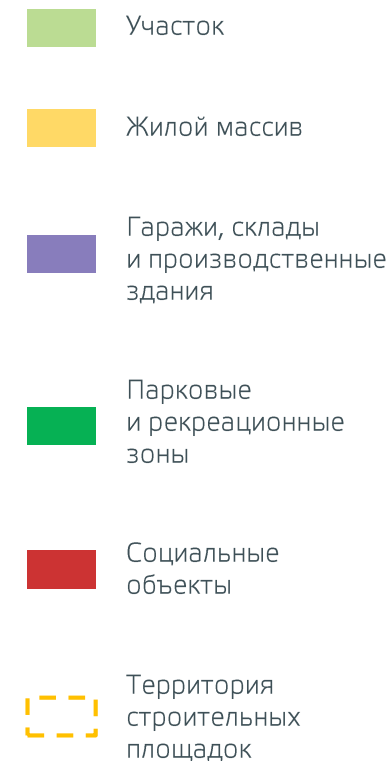 Участок
Жилой массив
Гаражи, склады
и производственные
здания
Парковые
и рекреационные
зоны
Социальные
объекты
Территория
строительных
площадок